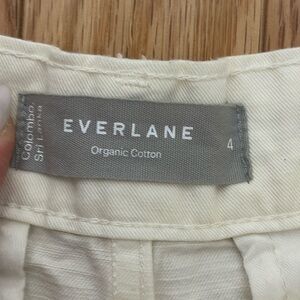 Colombo
Sri Lanka
EVERLANE
Organic Cotton
4